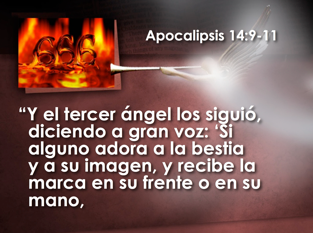 666
Apocalipsis 14:9-11
“Y el tercer ángel los siguió,
diciendo a gran voz: ‘Si
alguno adora a la bestia
y a su imagen, y recibe la
marca en su frente o en su
mano,